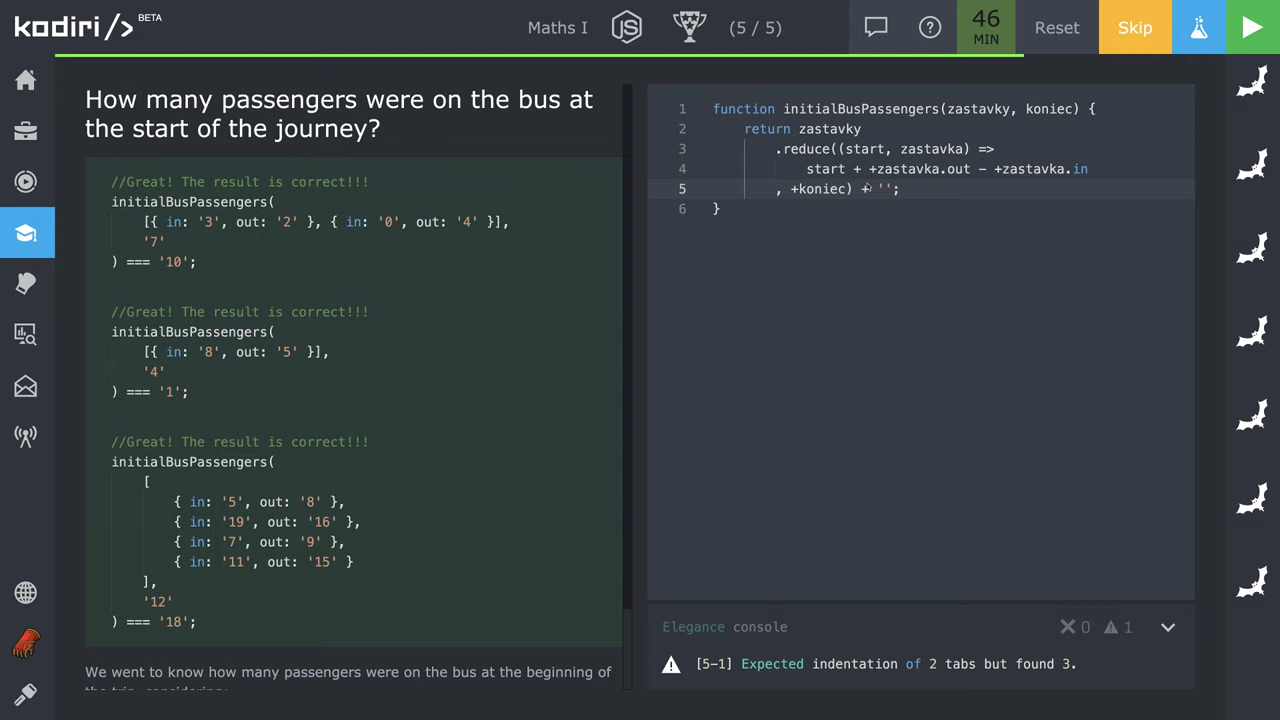 kodiri/> BETA
Maths I
JS
(5 / 5)
46
MIN
Reset
Skip
How many passengers were on the bus at
the start of the journey?
//Great! The result is correct!!!
initialBusPassengers(
[{ in: '3', out: '2' }, { in: '0', out: '4' }],
'7'
) === '10';
//Great! The result is correct!!!
initialBusPassengers(
[{ in: '8', out: '5' }],
'4'
) === '1';
//Great! The result is correct!!!
initialBusPassengers(
[
{ in: '5', out: '8' },
{ in: '19', out: '16' },
{ in: '7', out: '9' },
{ in: '11', out: '15' }
],
'12'
) === '18';
We went to know how many passengers were on the bus at the beginning of
the trip, considering:
1 function initialBusPassengers(zastavky, koniec) {
2 return zastavky
3 .reduce((start, zastavka) =>
4 start + +zastavka.out - +zastavka.in
5 , +koniec) + '';
6 }
Elegance console
0
1
[5-1] Expected indentation of 2 tabs but found 3.